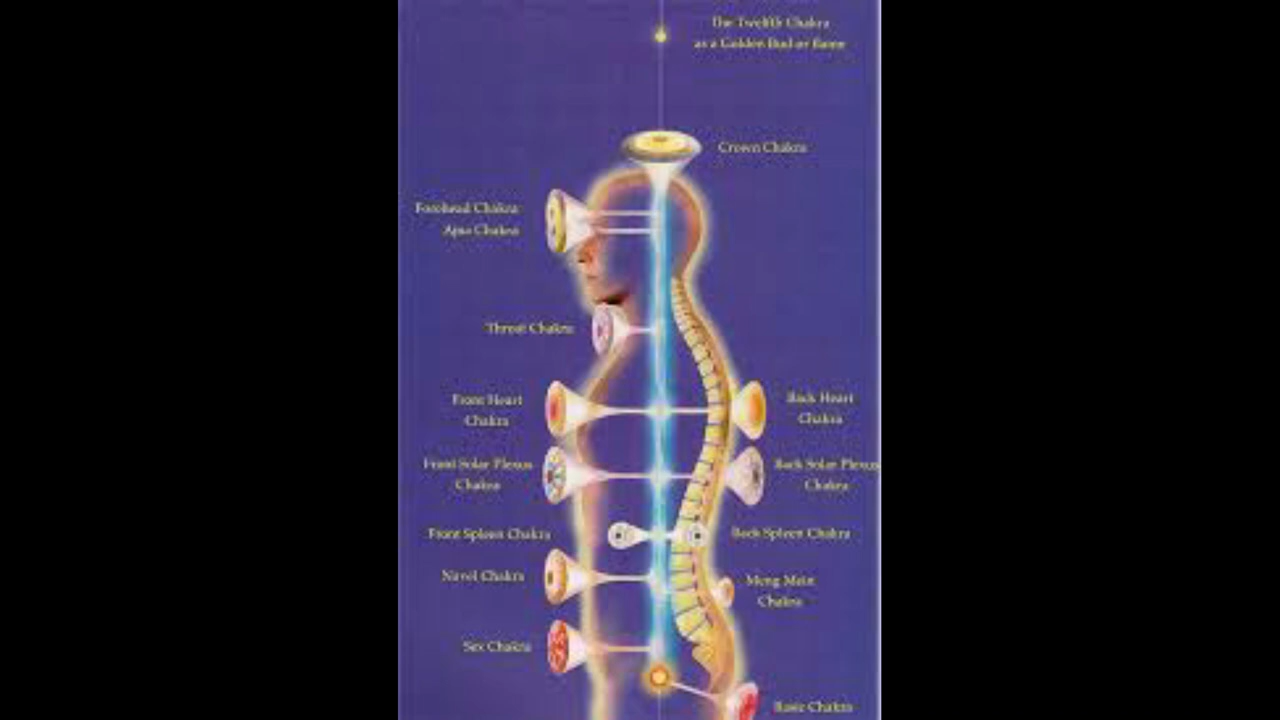 The Twelfth Chakra
as a Golden Bud or flame
Crown Chakra
Forehead Chakra
Ajna Chakra
Throat Chakra
Front Heart
Chakra
Back Heart
Chakra
Front Solar Plexus
Chakra
Back Solar Plexus
Chakra
Front Spleen Chakra
Back Spleen Chakra
Navel Chakra
Meng Mein
Chakra
Sex Chakra
Basic Chakra